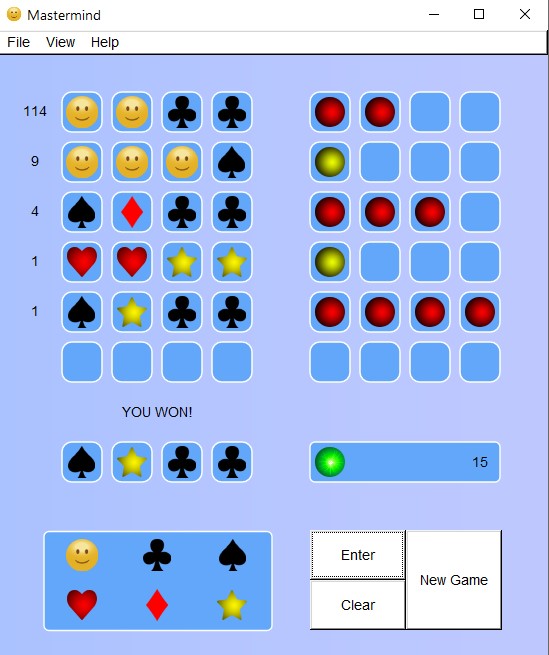 Mastermind
File View Help
114
9
4
1
1
YOU WON!
15
Enter
New Game
Clear